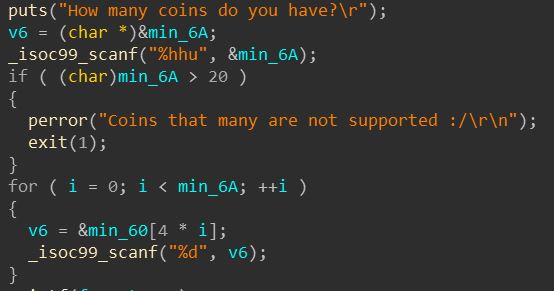 puts("How many coins do you have?\r");
v6 = (char *)&min_6A;
_isoc99_scanf("%hhu", &min_6A);
if ( (char)min_6A > 20 )
{
perror("Coins that many are not supported :/\r\n");
exit(1);
}
for ( i = 0; i < min_6A; ++i )
{
v6 = &min_60[4 * i];
_isoc99_scanf("%d", v6);
}